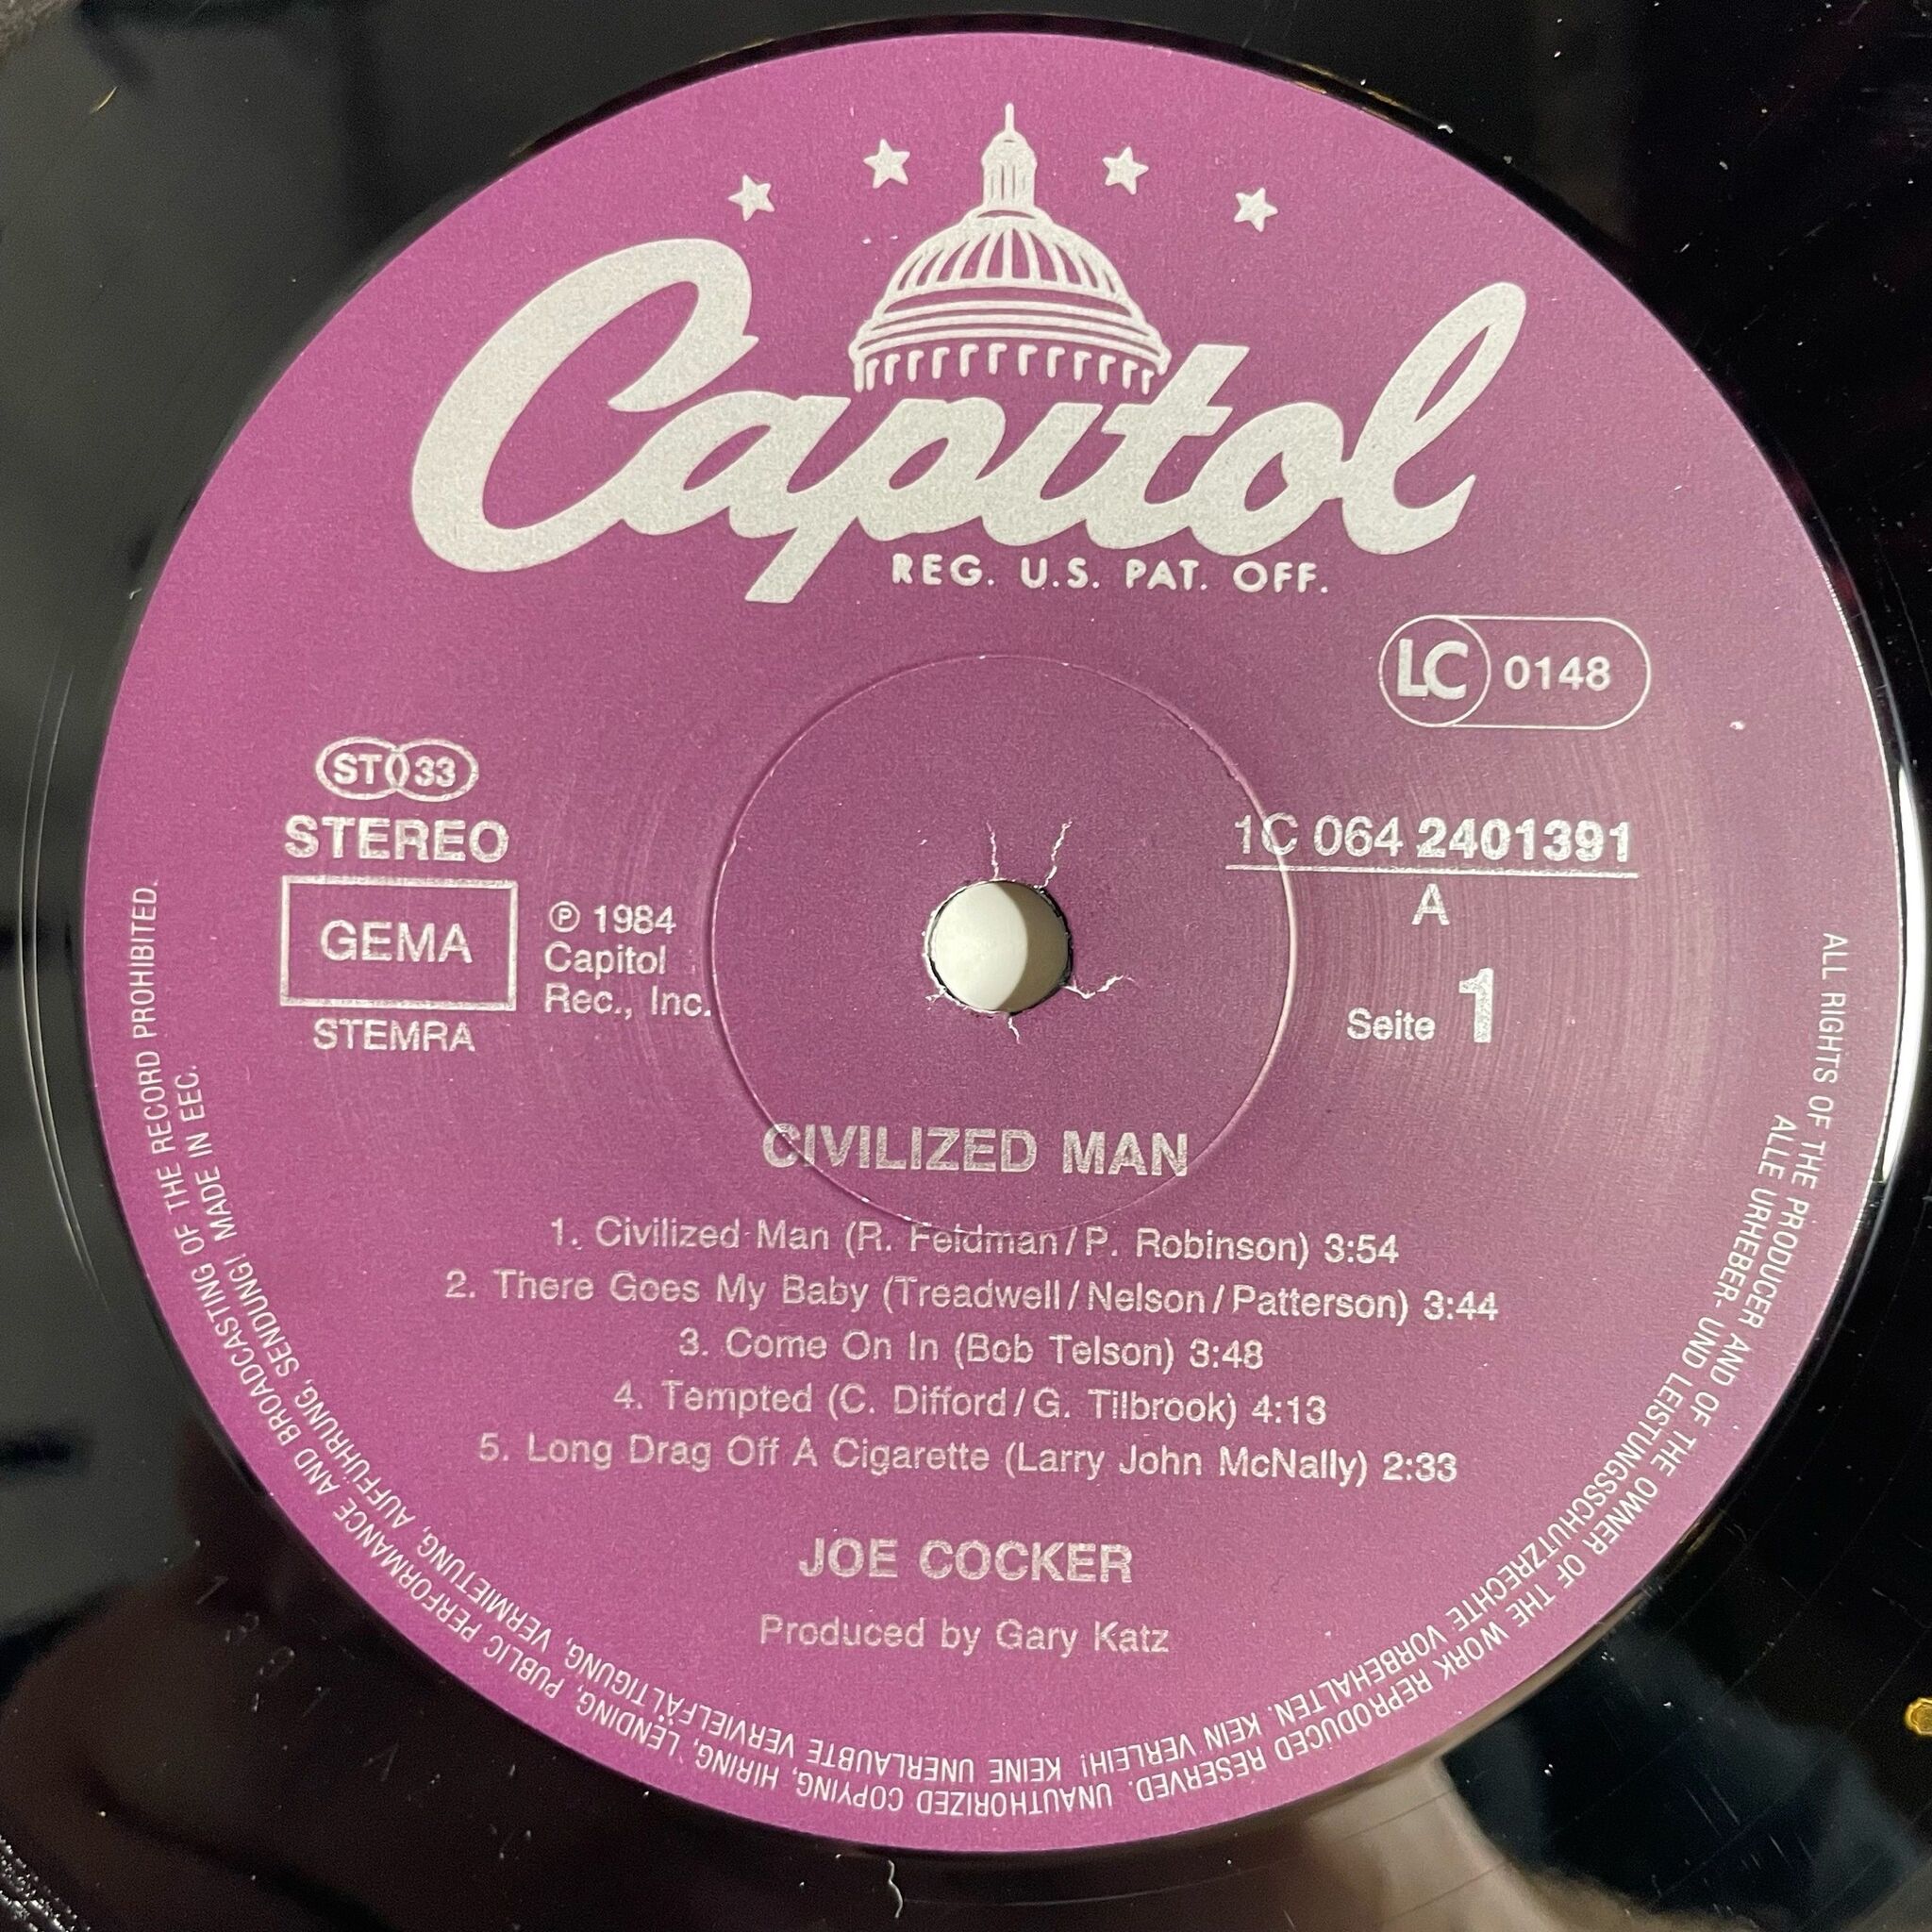 Capitol
REG. U.S. PAT. OFF.
LC 0148
ST 33
STEREO
GEMA
STEMRA
℗ 1984
Capitol
Rec., Inc.
1C 064 2401391
A
Seite 1
CIVILIZED MAN
1. Civilized Man (R. Feldman/P. Robinson) 3:54
2. There Goes My Baby (Treadwell/Nelson/Patterson) 3:44
3. Come On In (Bob Telson) 3:48
4. Tempted (C. Difford/G. Tilbrook) 4:13
5. Long Drag Off A Cigarette (Larry John McNally) 2:33
JOE COCKER
Produced by Gary Katz
ALL RIGHTS OF THE PRODUCER AND OF THE OWNER OF THE WORK REPRODUCED RESERVED. UNAUTHORIZED COPYING, HIRING, LENDING, PUBLIC PERFORMANCE AND BROADCASTING OF THE RECORD PROHIBITED.
ALLE URHEBER- UND LEISTUNGSSCHUTZRECHTE VORBEHALTEN. KEIN VERLEIH! KEINE UNERLAUBTE VERVIELFÄLTIGUNG, VERMIETUNG, AUFFÜHRUNG, SENDUNG! MADE IN EEC.